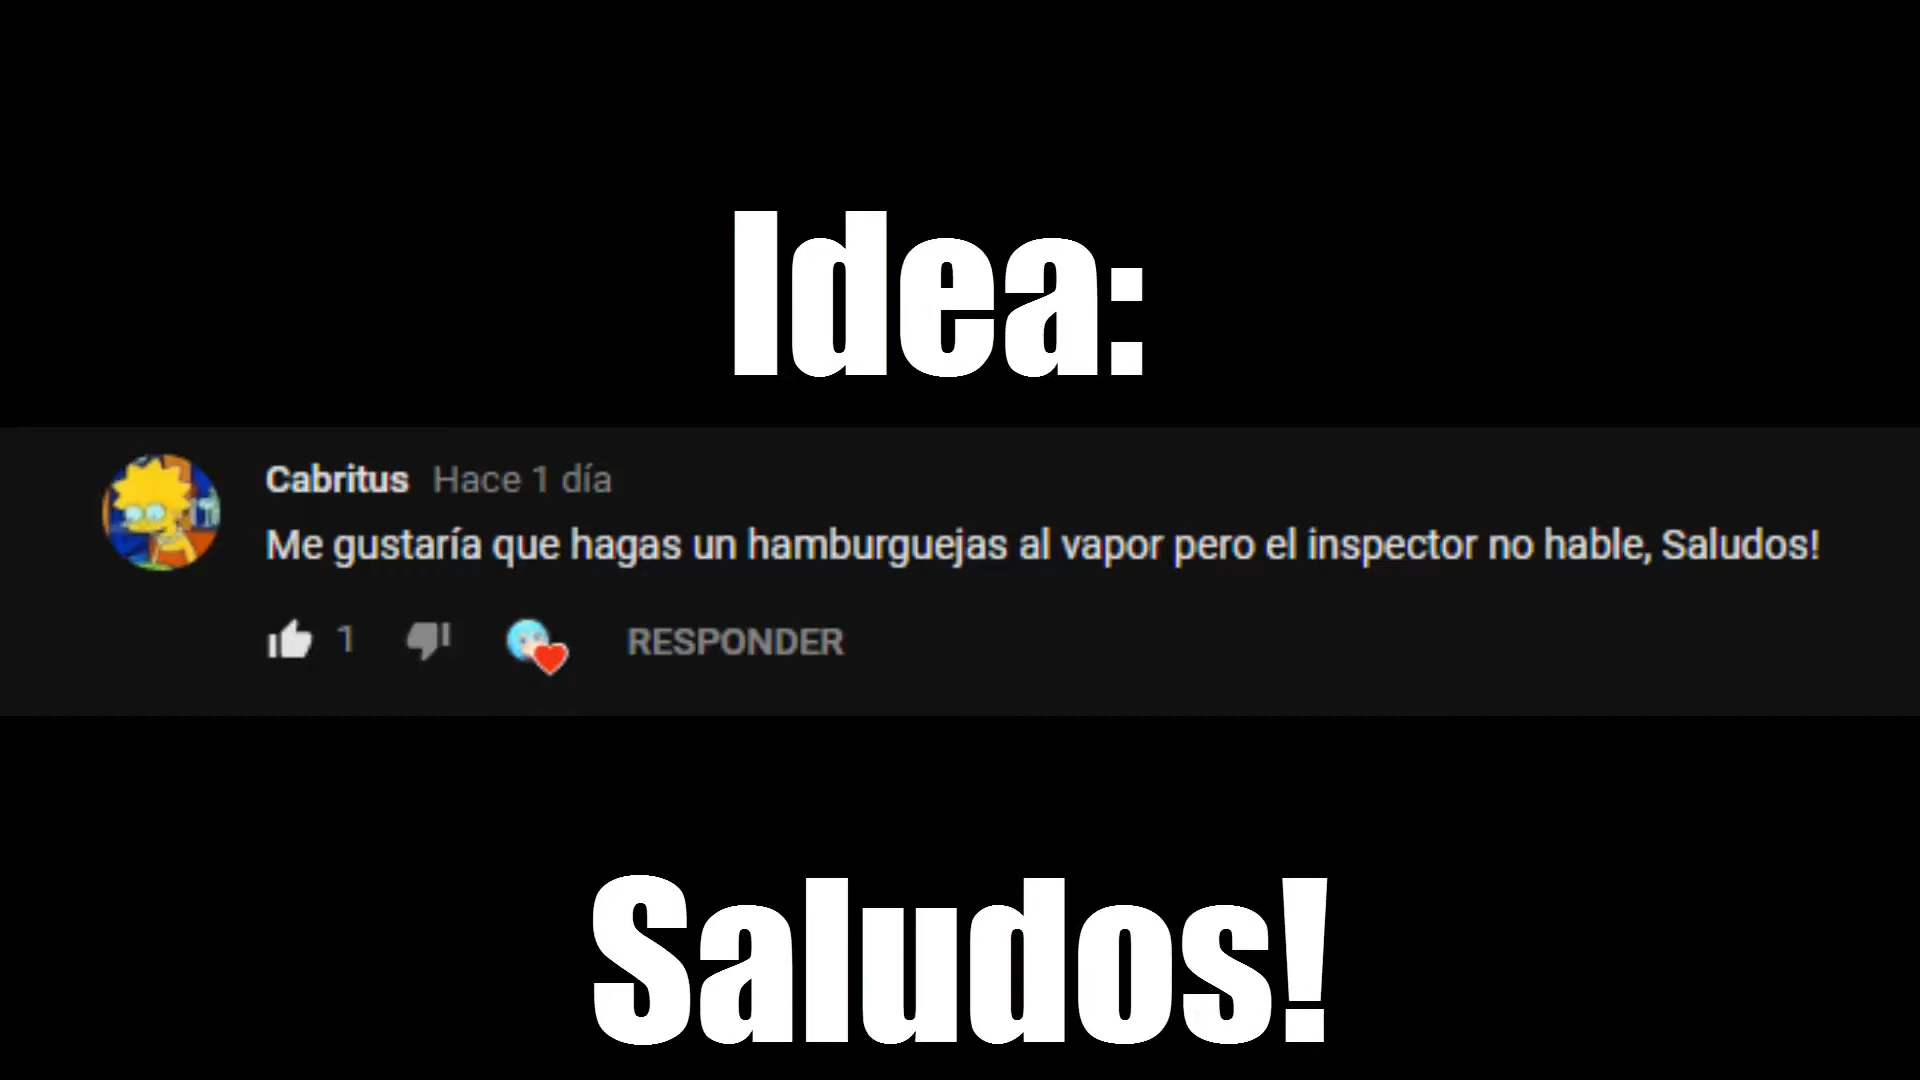 Idea:
Cabritus Hace 1 día
Me gustaría que hagas un hamburguejas al vapor pero el inspector no hable, Saludos!
1 RESPONDER
Saludos!